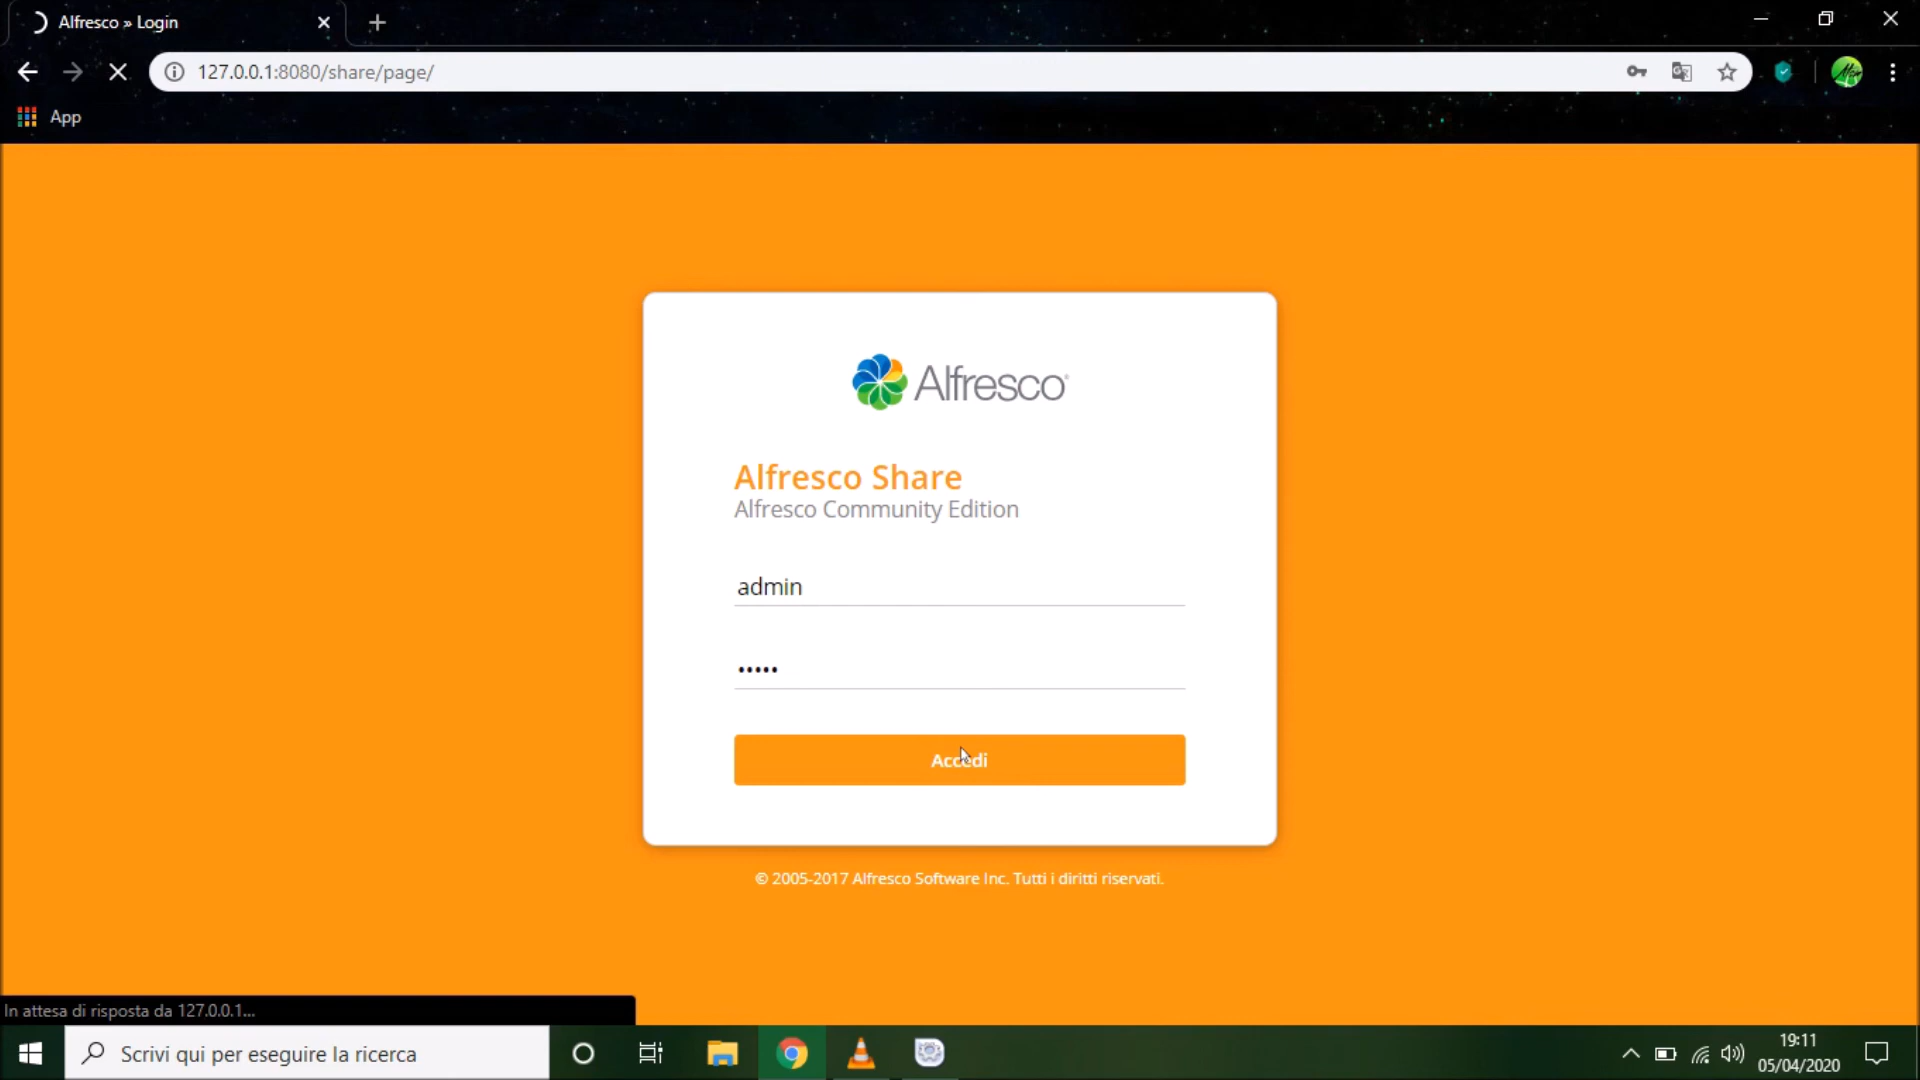 Alfresco » Login
127.0.0.1:8080/share/page/
App
Alfresco
Alfresco Share
Alfresco Community Edition
admin
•••••
Accedi
© 2005-2017 Alfresco Software Inc. Tutti i diritti riservati.
In attesa di risposta da 127.0.0.1...
Scrivi qui per eseguire la ricerca
19:11
05/04/2020